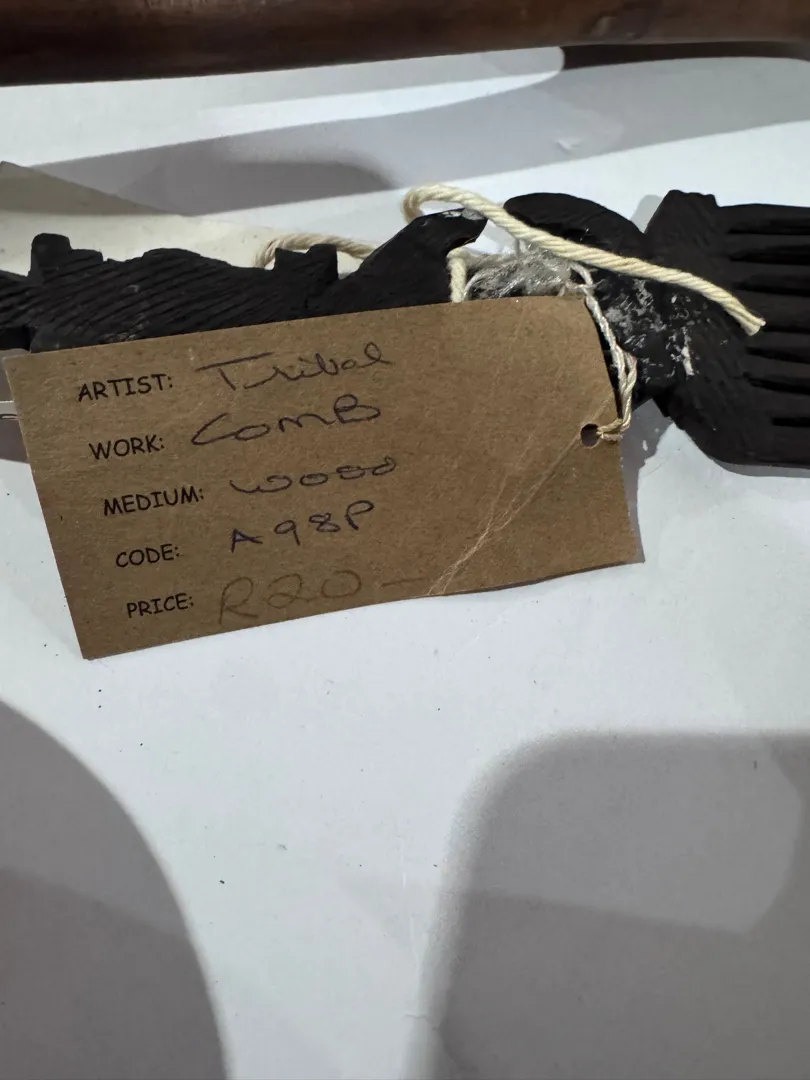 ARTIST: Tribal
WORK: COMB
MEDIUM: WOOD
CODE: A98P
PRICE: R20-